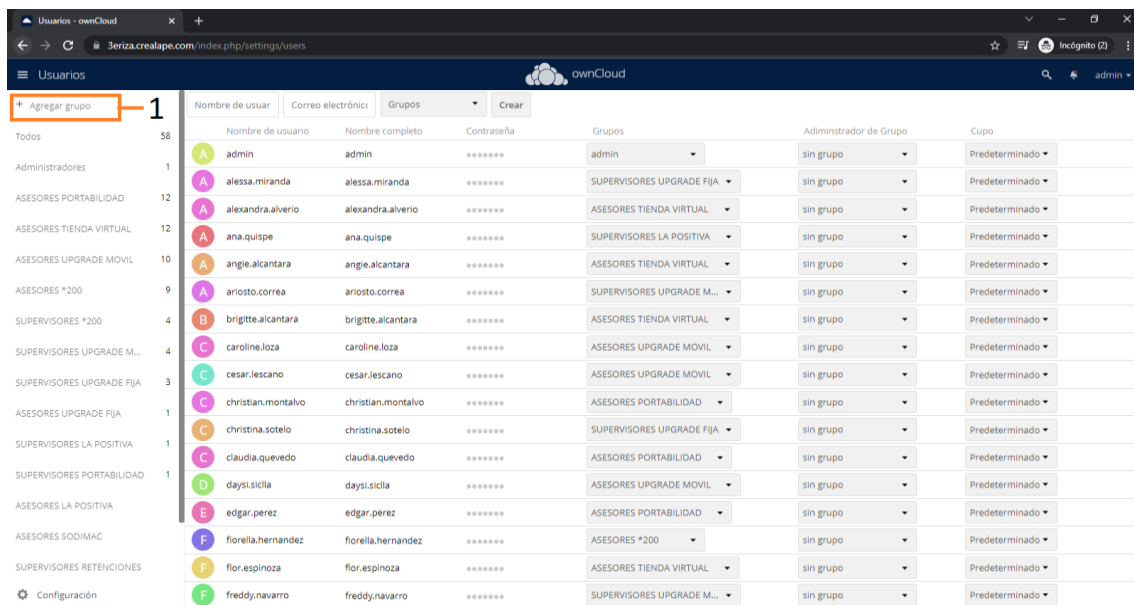 Usuarios - ownCloud
3eriza.crealape.com/index.php/settings/users
Incógnito (2)
Usuarios
ownCloud
admin
+ Agregar grupo
1
Nombre de usuar
Correo electrónic
Grupos
Crear
Todos 58
Administradores 1
ASESORES PORTABILIDAD 12
ASESORES TIENDA VIRTUAL 12
ASESORES UPGRADE MOVIL 10
ASESORES *200 9
SUPERVISORES *200 4
SUPERVISORES UPGRADE M... 4
SUPERVISORES UPGRADE FIJA 3
ASESORES UPGRADE FIJA 1
SUPERVISORES LA POSITIVA 1
SUPERVISORES PORTABILIDAD 1
ASESORES LA POSITIVA
ASESORES SODIMAC
SUPERVISORES RETENCIONES
Configuración
Nombre de usuario Nombre completo Contraseña Grupos Adiminstrador de Grupo Cupo
A admin admin ●●●●●●● admin sin grupo Predeterminado
A alessa.miranda alessa.miranda ●●●●●●● SUPERVISORES UPGRADE FIJA sin grupo Predeterminado
A alexandra.alverio alexandra.alverio ●●●●●●● ASESORES TIENDA VIRTUAL sin grupo Predeterminado
A ana.quispe ana.quispe ●●●●●●● SUPERVISORES LA POSITIVA sin grupo Predeterminado
A angie.alcantara angie.alcantara ●●●●●●● ASESORES TIENDA VIRTUAL sin grupo Predeterminado
A ariosto.correa ariosto.correa ●●●●●●● SUPERVISORES UPGRADE M... sin grupo Predeterminado
B brigitte.alcantara brigitte.alcantara ●●●●●●● ASESORES TIENDA VIRTUAL sin grupo Predeterminado
C caroline.loza caroline.loza ●●●●●●● ASESORES UPGRADE MOVIL sin grupo Predeterminado
C cesar.lescano cesar.lescano ●●●●●●● ASESORES UPGRADE MOVIL sin grupo Predeterminado
C christian.montalvo christian.montalvo ●●●●●●● ASESORES PORTABILIDAD sin grupo Predeterminado
C christina.sotelo christina.sotelo ●●●●●●● SUPERVISORES UPGRADE FIJA sin grupo Predeterminado
C claudia.quevedo claudia.quevedo ●●●●●●● ASESORES PORTABILIDAD sin grupo Predeterminado
D daysi.siclla daysi.siclla ●●●●●●● ASESORES UPGRADE MOVIL sin grupo Predeterminado
E edgar.perez edgar.perez ●●●●●●● ASESORES PORTABILIDAD sin grupo Predeterminado
F fiorella.hernandez fiorella.hernandez ●●●●●●● ASESORES *200 sin grupo Predeterminado
F flor.espinoza flor.espinoza ●●●●●●● ASESORES TIENDA VIRTUAL sin grupo Predeterminado
F freddy.navarro freddy.navarro ●●●●●●● SUPERVISORES UPGRADE M... sin grupo Predeterminado